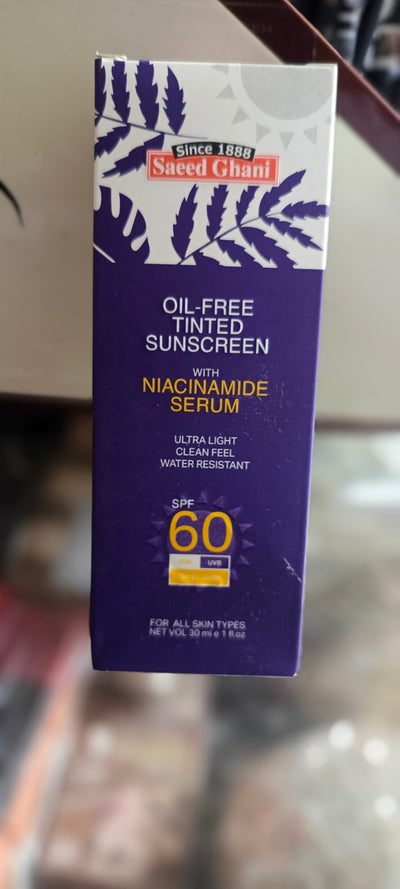 Since 1888
Saeed Ghani
OIL-FREE
TINTED
SUNSCREEN
WITH
NIACINAMIDE
SERUM
ULTRA LIGHT
CLEAN FEEL
WATER RESISTANT
SPF
60
UVA UVB
FOR ALL SKIN TYPES
NET VOL 30 ml e 1 fl.oz